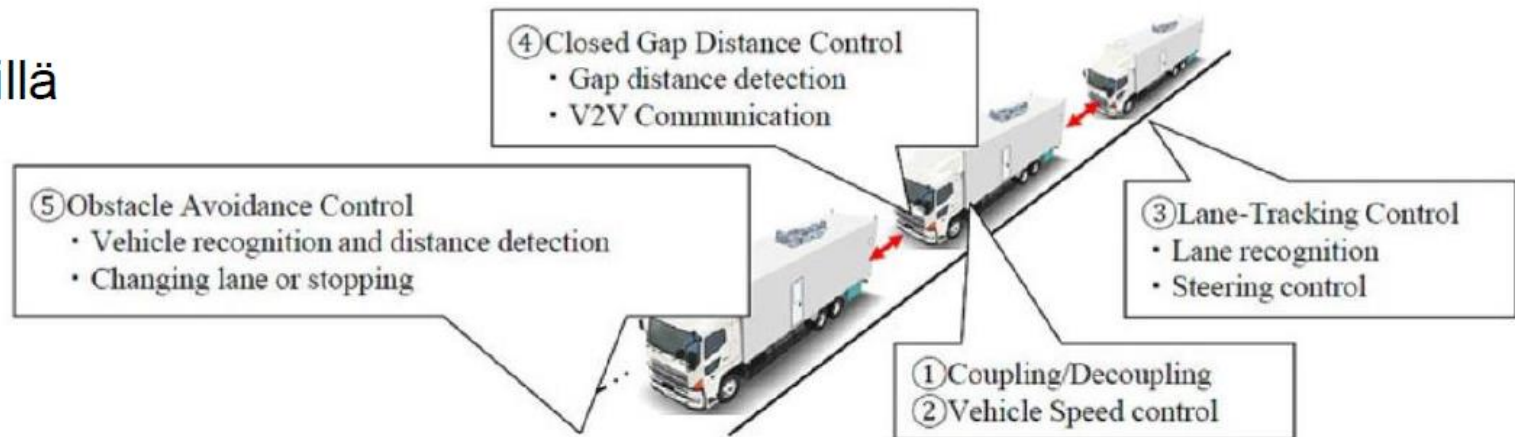 illä
④Closed Gap Distance Control
・Gap distance detection
・V2V Communication
⑤Obstacle Avoidance Control
・Vehicle recognition and distance detection
・Changing lane or stopping
③Lane-Tracking Control
・Lane recognition
・Steering control
①Coupling/Decoupling
②Vehicle Speed control